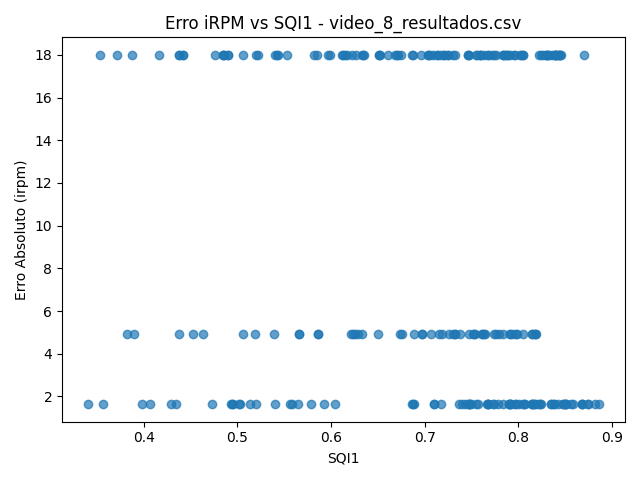 Erro iRPM vs SQI1 - video_8_resultados.csv
Erro Absoluto (irpm)
18
16
14
12
10
8
6
4
2
0.4 0.5 0.6 0.7 0.8 0.9
SQI1